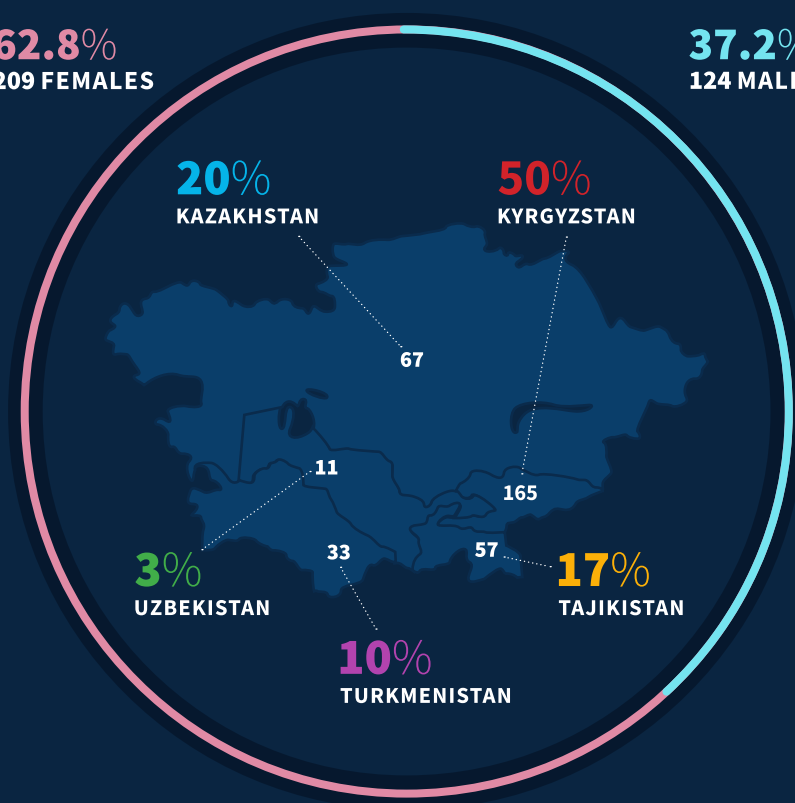 62.8%
209 FEMALES
37.2%
124 MAL
20%
KAZAKHSTAN
50%
KYRGYZSTAN
67
11
165
33
57
3%
UZBEKISTAN
17%
TAJIKISTAN
10%
TURKMENISTAN